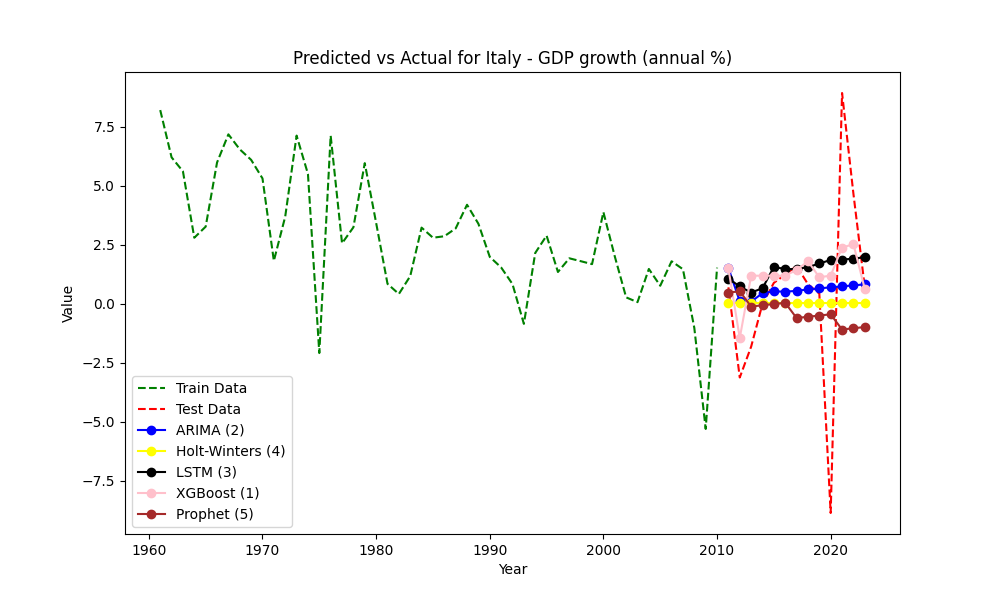 Predicted vs Actual for Italy - GDP growth (annual %)
Value
7.5
5.0
2.5
0.0
−2.5
−5.0
−7.5
Train Data
Test Data
ARIMA (2)
Holt-Winters (4)
LSTM (3)
XGBoost (1)
Prophet (5)
1960 1970 1980 1990 2000 2010 2020
Year